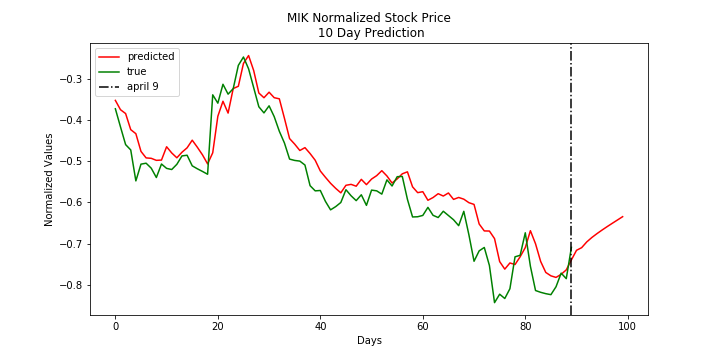 MIK Normalized Stock Price
10 Day Prediction
predicted
true
april 9
−0.3
−0.4
−0.5
−0.6
−0.7
−0.8
Normalized Values
0 20 40 60 80 100
Days